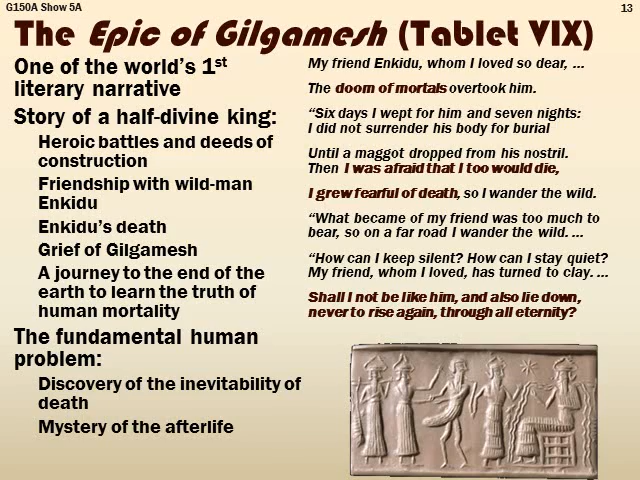 G150A Show 5A
13
The Epic of Gilgamesh (Tablet VIX)
One of the world's 1st
literary narrative
Story of a half-divine king:
Heroic battles and deeds of
construction
Friendship with wild-man
Enkidu
Enkidu's death
Grief of Gilgamesh
A journey to the end of the
earth to learn the truth of
human mortality
The fundamental human
problem:
Discovery of the inevitability of
death
Mystery of the afterlife
My friend Enkidu, whom I loved so dear, ...
The doom of mortals overtook him.
"Six days I wept for him and seven nights:
I did not surrender his body for burial
Until a maggot dropped from his nostril.
Then I was afraid that I too would die,
I grew fearful of death, so I wander the wild.
"What became of my friend was too much to
bear, so on a far road I wander the wild. ...
"How can I keep silent? How can I stay quiet?
My friend, whom I loved, has turned to clay. ...
Shall I not be like him, and also lie down,
never to rise again, through all eternity?